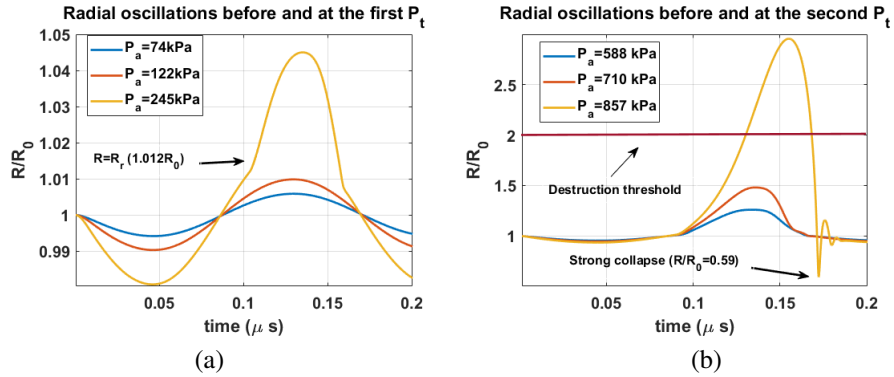 Radial oscillations before and at the first P_t
1.05
1.04
1.03
1.02
1.01
1
0.99
R/R_0
P_a=74kPa
P_a=122kPa
P_a=245kPa
R=R_r (1.012R_0)
0.05
0.1
0.15
0.2
time (μ s)
(a)
Radial oscillations before and at the second P_t
2.5
2
1.5
1
R/R_0
P_a=588 kPa
P_a=710 kPa
P_a=857 kPa
Destruction threshold
Strong collapse (R/R_0=0.59)
0.05
0.1
0.15
0.2
time (μ s)
(b)